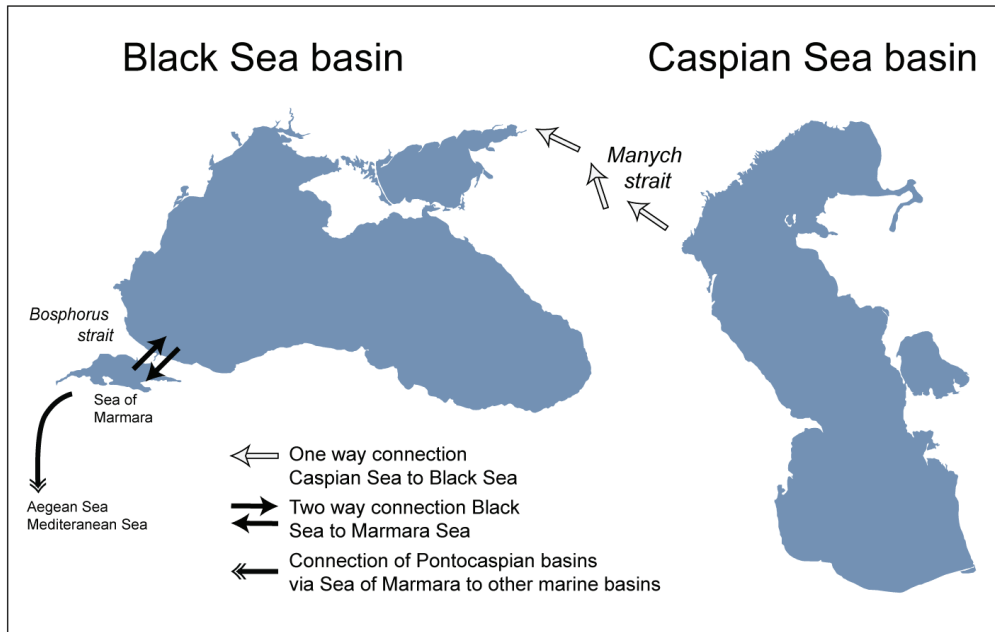 Black Sea basin
Caspian Sea basin
Manych
strait
Bosphorus
strait
Sea of
Marmara
Aegean Sea
Mediteranean Sea
One way connection
Caspian Sea to Black Sea
Two way connection Black
Sea to Marmara Sea
Connection of Pontocaspian basins
via Sea of Marmara to other marine basins